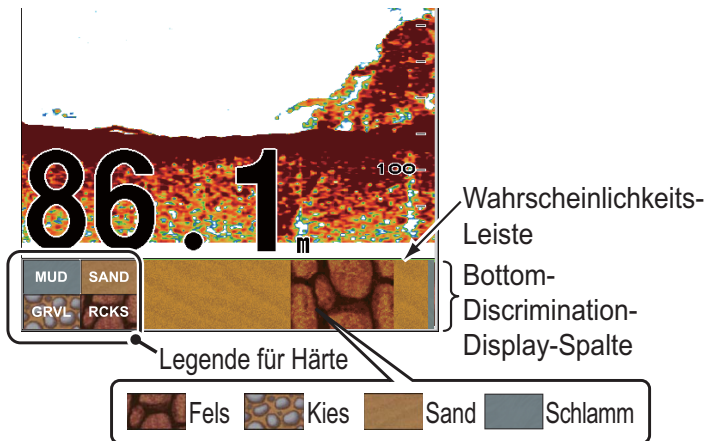 100
86.1 m
Wahrscheinlichkeits-
Leiste
MUD SAND
GRVL RCKS
Bottom-
Discrimination-
Display-Spalte
Legende für Härte
Fels Kies Sand Schlamm